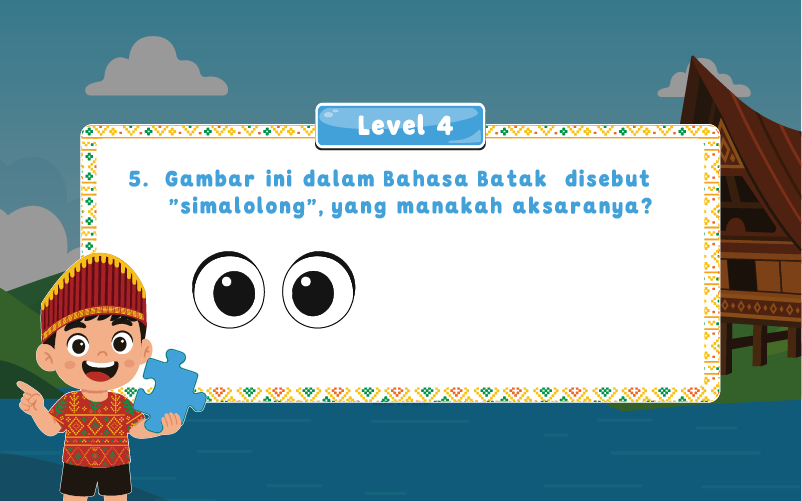 Level 4
5. Gambar ini dalam Bahasa Batak disebut
"simalolong", yang manakah aksaranya?